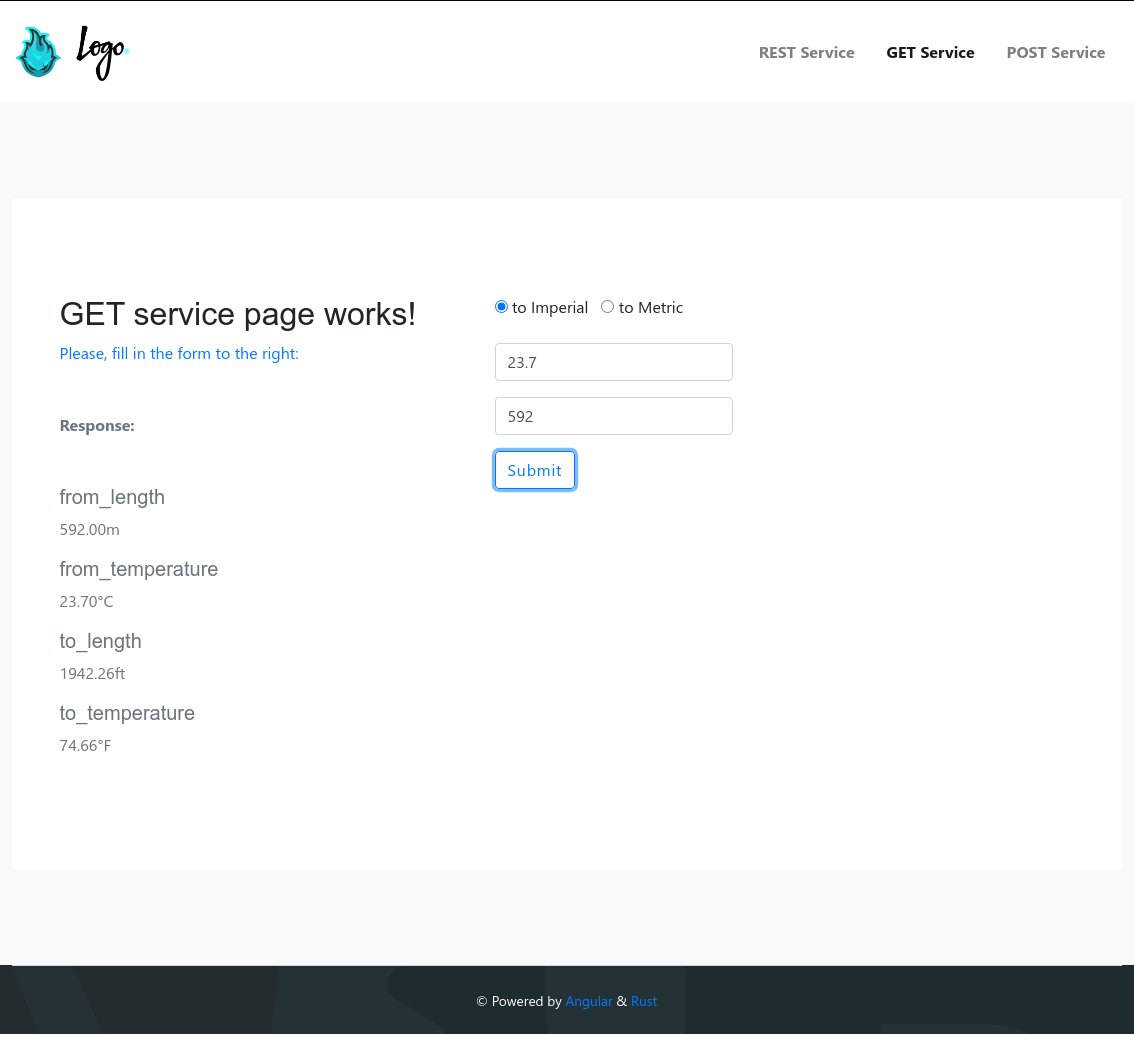 Logo.
REST Service
GET Service
POST Service
GET service page works!
Please, fill in the form to the right:
Response:
from_length
592.00m
from_temperature
23.70°C
to_length
1942.26ft
to_temperature
74.66°F
to Imperial
to Metric
23.7
592
Submit
© Powered by Angular & Rust